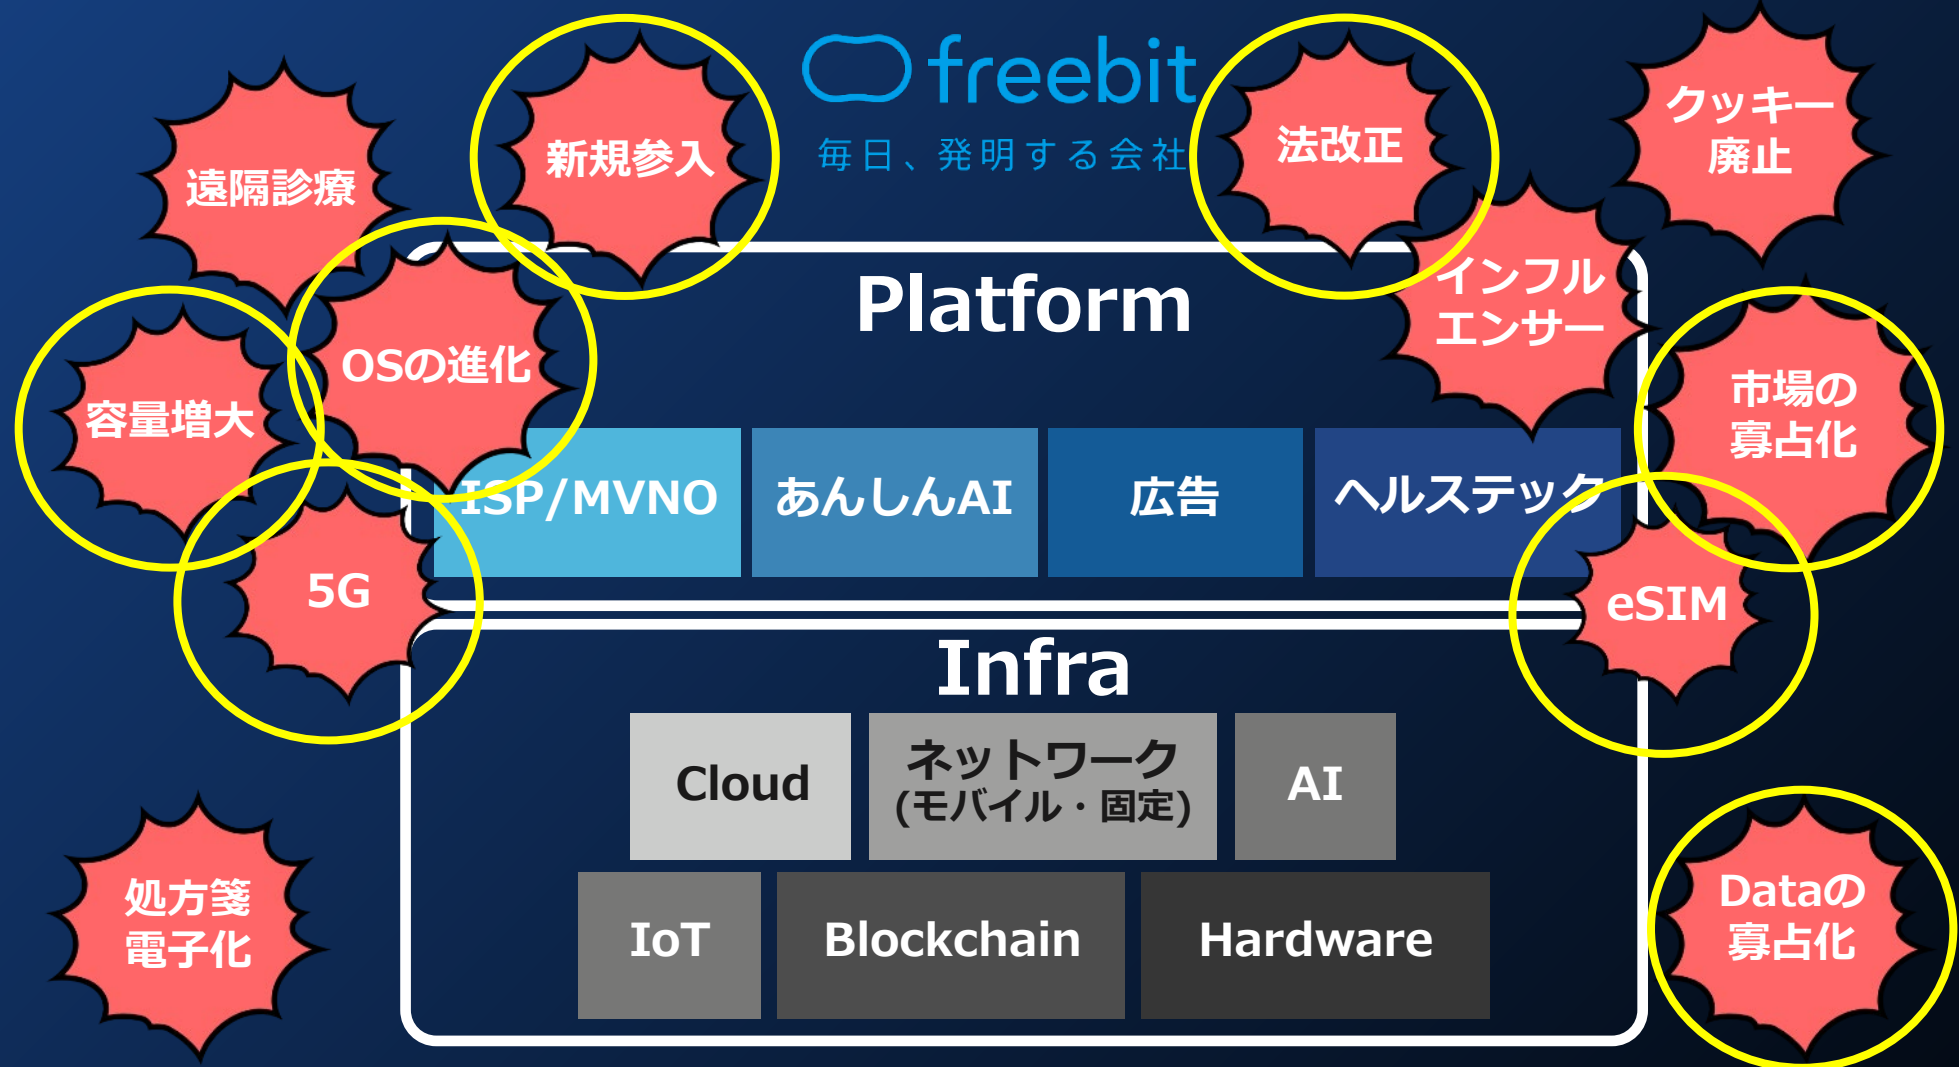 freebit
毎日、発明する会社
遠隔診療
新規参入
法改正
クッキー
廃止
OSの進化
容量増大
5G
インフル
エンサー
市場の
寡占化
eSIM
Platform
ISP/MVNO
あんしんAI
広告
ヘルステック
Infra
Cloud
ネットワーク
(モバイル・固定)
AI
IoT
Blockchain
Hardware
処方箋
電子化
Dataの
寡占化